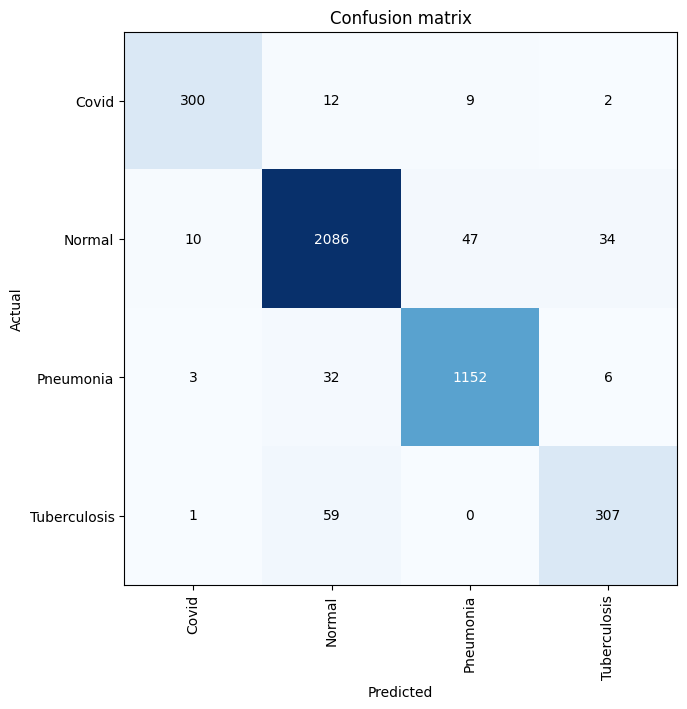 Confusion matrix
Covid 300 12 9 2
Normal 10 2086 47 34
Actual
Pneumonia 3 32 1152 6
Tuberculosis 1 59 0 307
Covid Normal Pneumonia Tuberculosis
Predicted